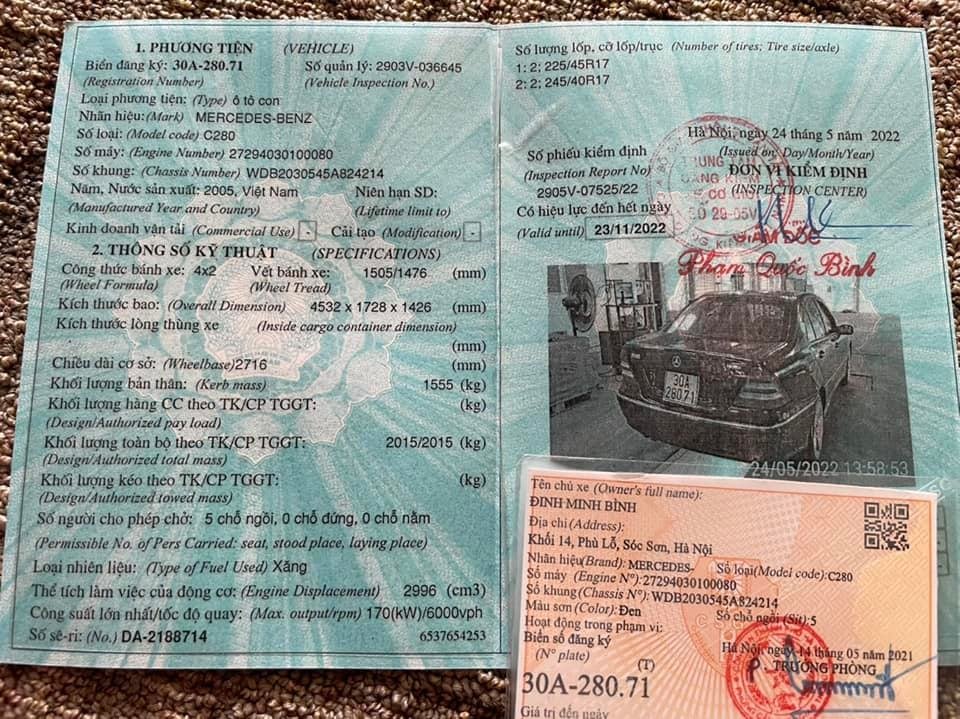 1. PHƯƠNG TIỆN (VEHICLE)
Biển đăng ký: 30A-280.71 Số quản lý: 2903V-036645
(Registration Number) (Vehicle Inspection No.)
Loại phương tiện: (Type) ô tô con
Nhãn hiệu: (Mark) MERCEDES-BENZ
Số loại: (Model code) C280
Số máy: (Engine Number) 27294030100080
Số khung: (Chassis Number) WDB2030545A824214
Năm, Nước sản xuất: 2005, Việt Nam Niên hạn SD:
(Manufactured Year and Country) (Lifetime limit to)
Kinh doanh vận tải (Commercial Use) - Cải tạo (Modification) -
2. THÔNG SỐ KỸ THUẬT (SPECIFICATIONS)
Công thức bánh xe: 4x2 Vết bánh xe: 1505/1476 (mm)
(Wheel Formula) (Wheel Tread)
Kích thước bao: (Overall Dimension) 4532 x 1728 x 1426 (mm)
Kích thước lòng thùng xe (Inside cargo container dimension)
(mm)
Chiều dài cơ sở: (Wheelbase) 2716 (mm)
Khối lượng bản thân: (Kerb mass) 1555 (kg)
Khối lượng hàng CC theo TK/CP TGGT: (kg)
(Design/Authorized pay load)
Khối lượng toàn bộ theo TK/CP TGGT: 2015/2015 (kg)
(Design/Authorized total mass)
Khối lượng kéo theo TK/CP TGGT: (kg)
(Design/Authorized towed mass)
Số người cho phép chở: 5 chỗ ngồi, 0 chỗ đứng, 0 chỗ nằm
(Permissible No. of Pers Carried: seat, stood place, laying place)
Loại nhiên liệu: (Type of Fuel Used) Xăng
Thể tích làm việc của động cơ: (Engine Displacement) 2996 (cm3)
Công suất lớn nhất/tốc độ quay: (Max. output/rpm) 170(kW)/6000vph
Số sê-ri: (No.) DA-2188714 6537654253
Số lượng lốp, cỡ lốp/trục (Number of tires; Tire size/axle)
1: 2; 225/45R17
2: 2; 245/40R17
Hà Nội, ngày 24 tháng 5 năm 2022
(Issued on: Day/Month/Year)
Số phiếu kiểm định ĐƠN VỊ KIỂM ĐỊNH
(Inspection Report No) (INSPECTION CENTER)
2905V-07525/22
Có hiệu lực đến hết ngày
(Valid until) 23/11/2022
TRUNG TÂM
ĐĂNG KIỂM
XE CƠ GIỚI
SỐ 29-05V
GIÁM ĐỐC
Phạm Quốc Bình
30A
280.71
24/05/2022 13:58:53
Tên chủ xe (Owner's full name):
ĐINH MINH BÌNH
Địa chỉ (Address):
Khối 14, Phù Lỗ, Sóc Sơn, Hà Nội
Nhãn hiệu(Brand): MERCEDES- Số loại(Model code):C280
Số máy (Engine N°):27294030100080
Số khung(Chassis N°): WDB2030545A824214
Màu sơn (Color): Đen Số chỗ ngồi (Sit): 5
Hoạt động trong phạm vi:
Biển số đăng ký Hà Nội, ngày 14 tháng 05 năm 2021
(N° plate) P. TRƯỞNG PHÒNG
(T)
30A-280.71
Giá trị đến ngày